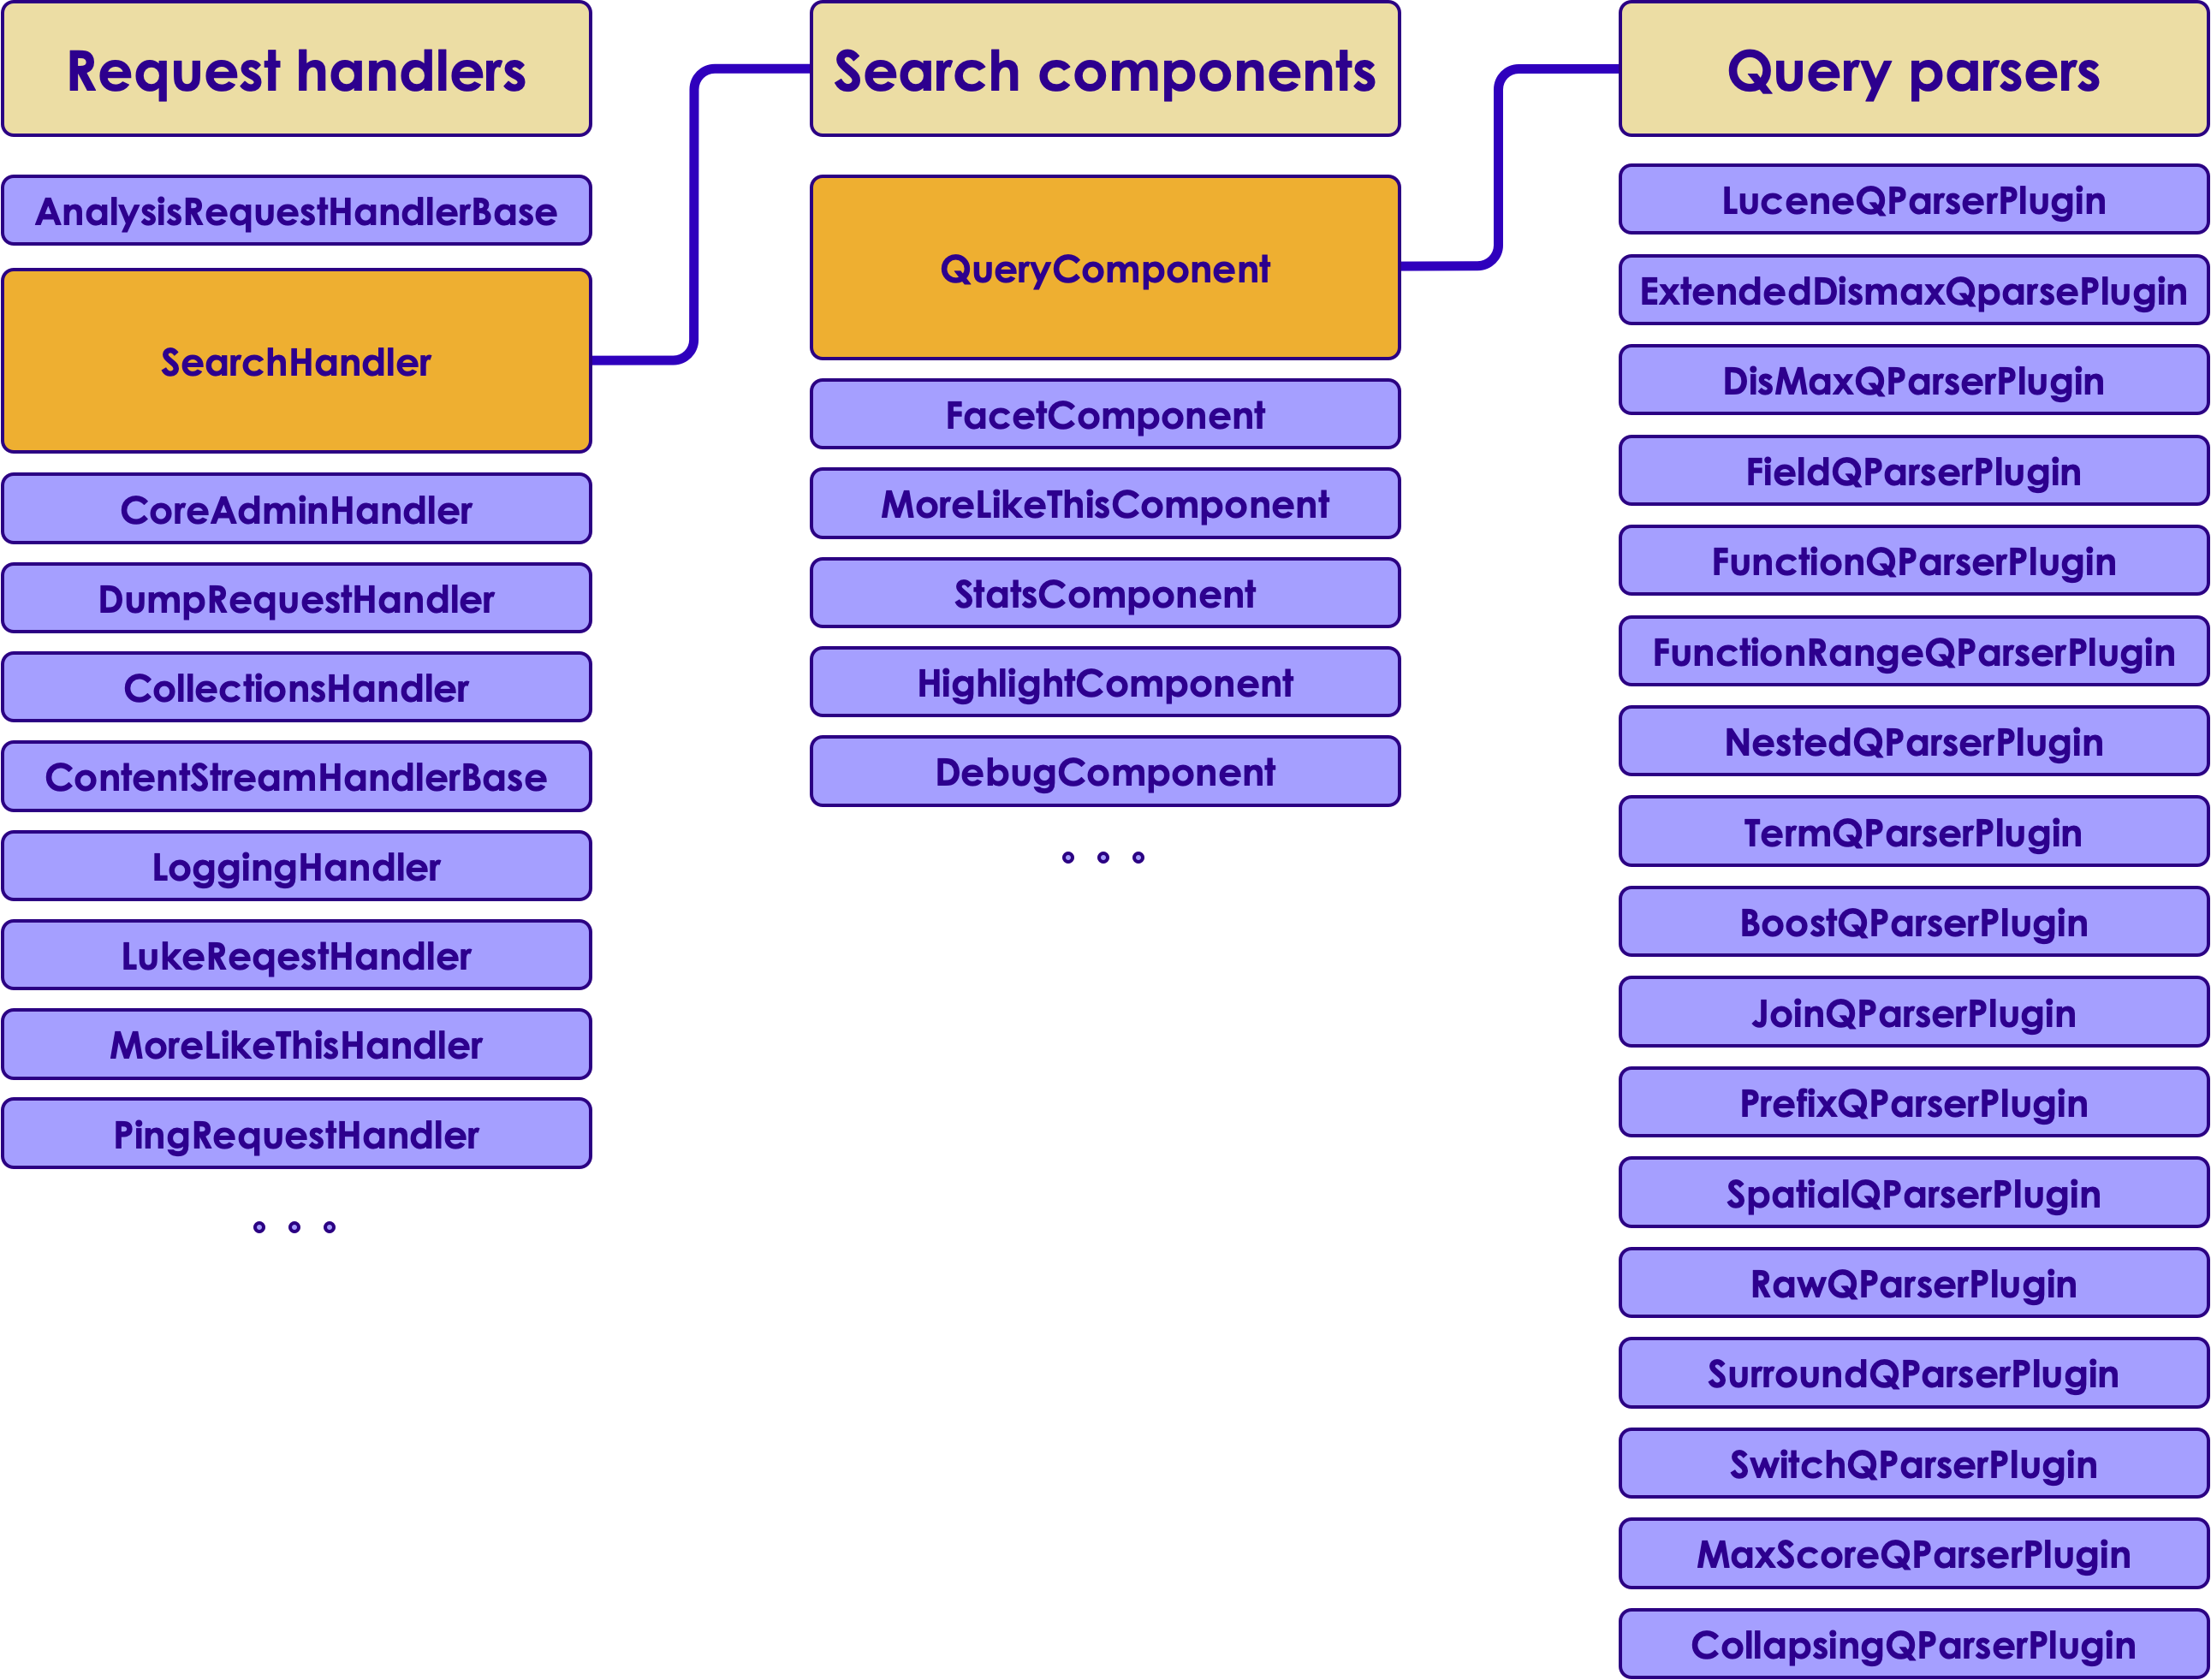 Request handlers
AnalysisRequestHandlerBase
SearchHandler
CoreAdminHandler
DumpRequestHandler
CollectionsHandler
ContentStreamHandlerBase
LoggingHandler
LukeReqestHandler
MoreLikeThisHandler
PingRequestHandler
Search components
QueryComponent
FacetComponent
MoreLikeThisComponent
StatsComponent
HighlightComponent
DebugComponent
Query parsers
LuceneQParserPlugin
ExtendedDismaxQparsePlugin
DisMaxQParserPlugin
FieldQParserPlugin
FunctionQParserPlugin
FunctionRangeQParserPlugin
NestedQParserPlugin
TermQParserPlugin
BoostQParserPlugin
JoinQParserPlugin
PrefixQParserPlugin
SpatialQParserPlugin
RawQParserPlugin
SurroundQParserPlugin
SwitchQParserPlugin
MaxScoreQParserPlugin
CollapsingQParserPlugin